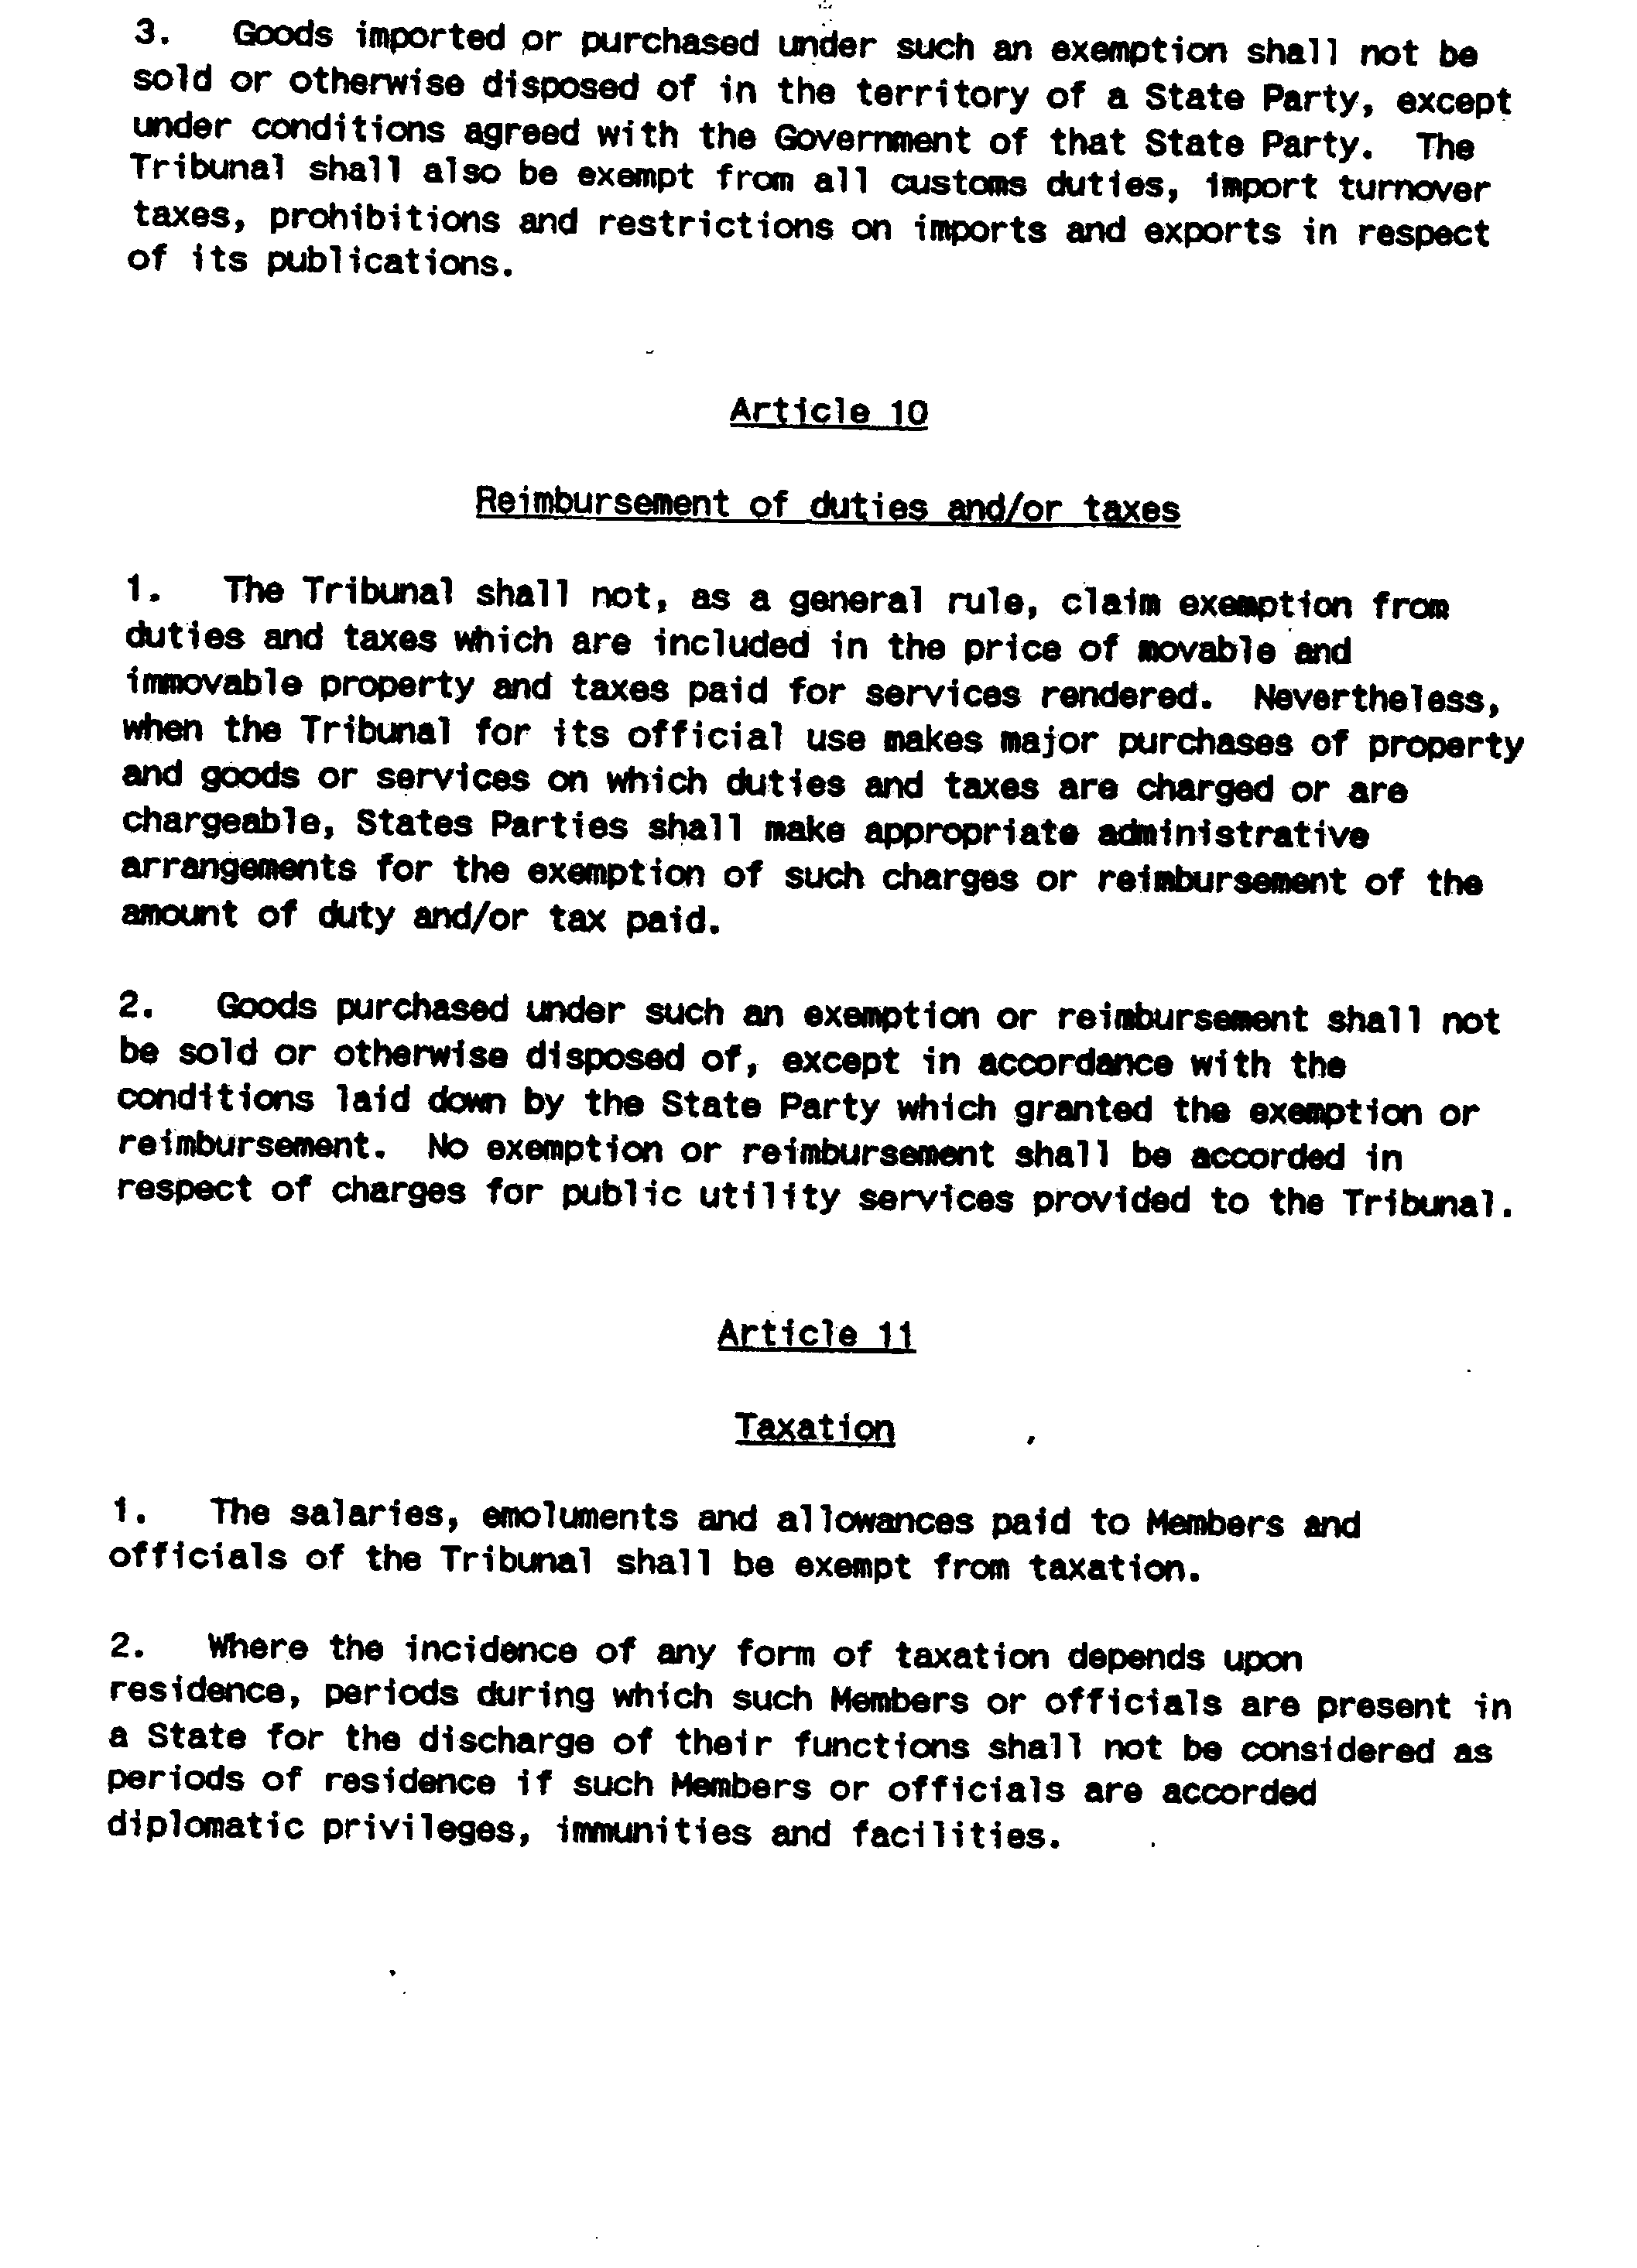 3. Goods imported or purchased under such an exemption shall not be
sold or otherwise disposed of in the territory of a State Party, except
under conditions agreed with the Government of that State Party. The
Tribunal shall also be exempt from all customs duties, import turnover
taxes, prohibitions and restrictions on imports and exports in respect
of its publications.
Article 10
Reimbursement of duties and/or taxes
1. The Tribunal shall not, as a general rule, claim exemption from
duties and taxes which are included in the price of movable and
immovable property and taxes paid for services rendered. Nevertheless,
when the Tribunal for its official use makes major purchases of property
and goods or services on which duties and taxes are charged or are
chargeable, States Parties shall make appropriate administrative
arrangements for the exemption of such charges or reimbursement of the
amount of duty and/or tax paid.
2. Goods purchased under such an exemption or reimbursement shall not
be sold or otherwise disposed of, except in accordance with the
conditions laid down by the State Party which granted the exemption or
reimbursement. No exemption or reimbursement shall be accorded in
respect of charges for public utility services provided to the Tribunal.
Article 11
Taxation
1. The salaries, emoluments and allowances paid to Members and
officials of the Tribunal shall be exempt from taxation.
2. Where the incidence of any form of taxation depends upon
residence, periods during which such Members or officials are present in
a State for the discharge of their functions shall not be considered as
periods of residence if such Members or officials are accorded
diplomatic privileges, immunities and facilities.